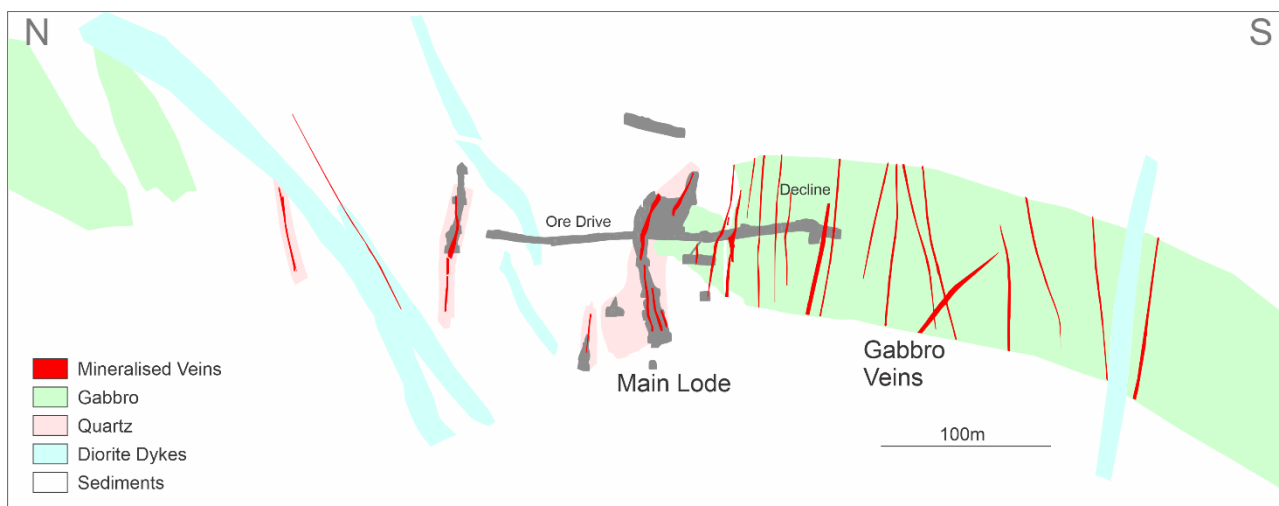 N
S
Decline
Ore Drive
Main Lode
Gabbro
Veins
100m
Mineralised Veins
Gabbro
Quartz
Diorite Dykes
Sediments